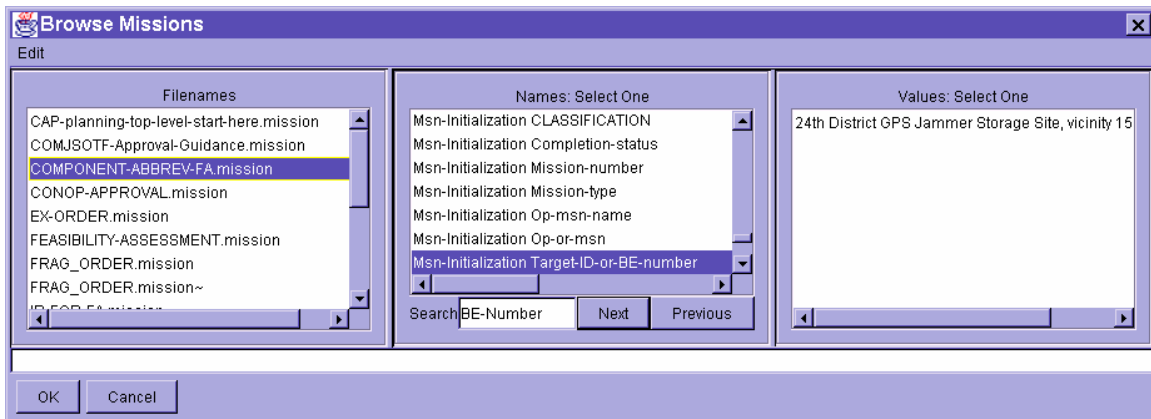 Browse Missions
Edit
Filenames
CAP-planning-top-level-start-here.mission
COMJSOTF-Approval-Guidance.mission
COMPONENT-ABBREV-FA.mission
CONOP-APPROVAL.mission
EX-ORDER.mission
FEASIBILITY-ASSESSMENT.mission
FRAG_ORDER.mission
FRAG_ORDER.mission~
Names: Select One
Msn-Initialization CLASSIFICATION
Msn-Initialization Completion-status
Msn-Initialization Mission-number
Msn-Initialization Mission-type
Msn-Initialization Op-msn-name
Msn-Initialization Op-or-msn
Msn-Initialization Target-ID-or-BE-number
Search BE-Number Next Previous
Values: Select One
24th District GPS Jammer Storage Site, vicinity 15
OK Cancel